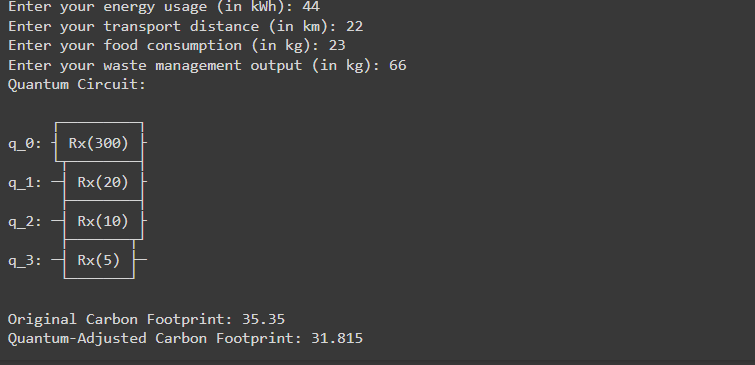 Enter your energy usage (in kWh): 44
Enter your transport distance (in km): 22
Enter your food consumption (in kg): 23
Enter your waste management output (in kg): 66
Quantum Circuit:
q_0: Rx(300)
q_1: Rx(20)
q_2: Rx(10)
q_3: Rx(5)
Original Carbon Footprint: 35.35
Quantum-Adjusted Carbon Footprint: 31.815